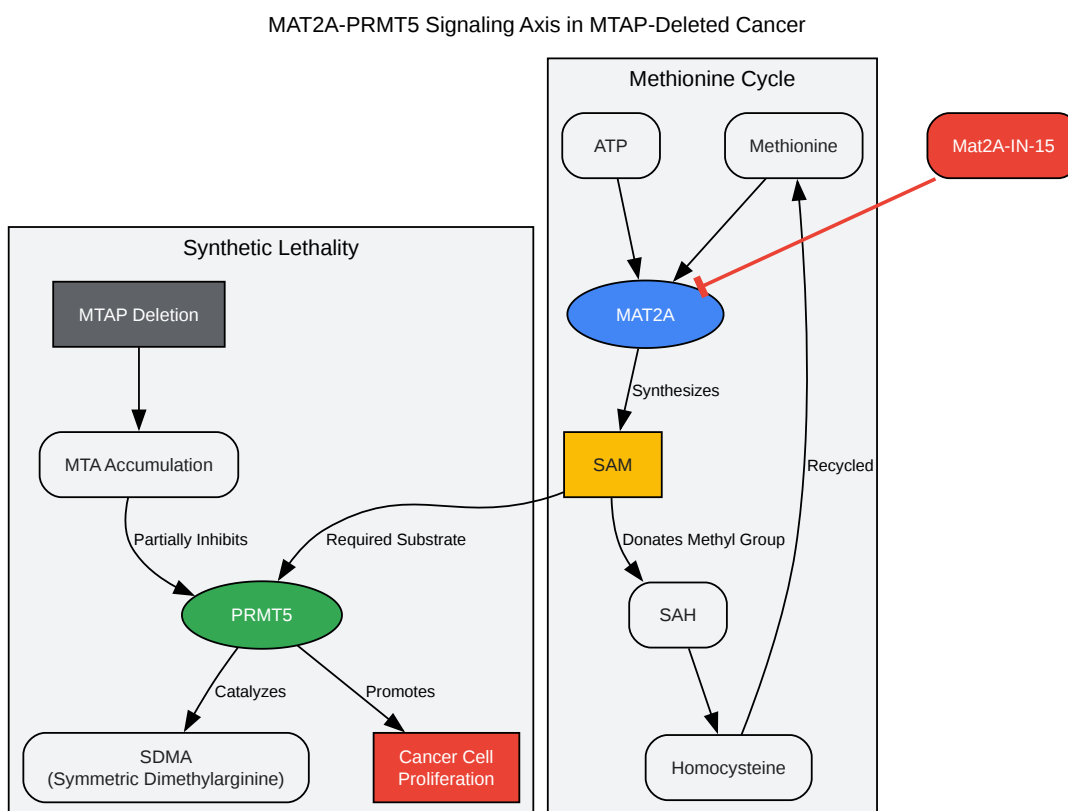 MAT2A-PRMT5 Signaling Axis in MTAP-Deleted Cancer
Methionine Cycle
ATP
Methionine
Mat2A-IN-15
Synthetic Lethality
MTAP Deletion
MAT2A
Synthesizes
MTA Accumulation
SAM
Recycled
Partially Inhibits
Required Substrate
Donates Methyl Group
PRMT5
SAH
Catalyzes
Promotes
SDMA
(Symmetric Dimethylarginine)
Cancer Cell
Proliferation
Homocysteine